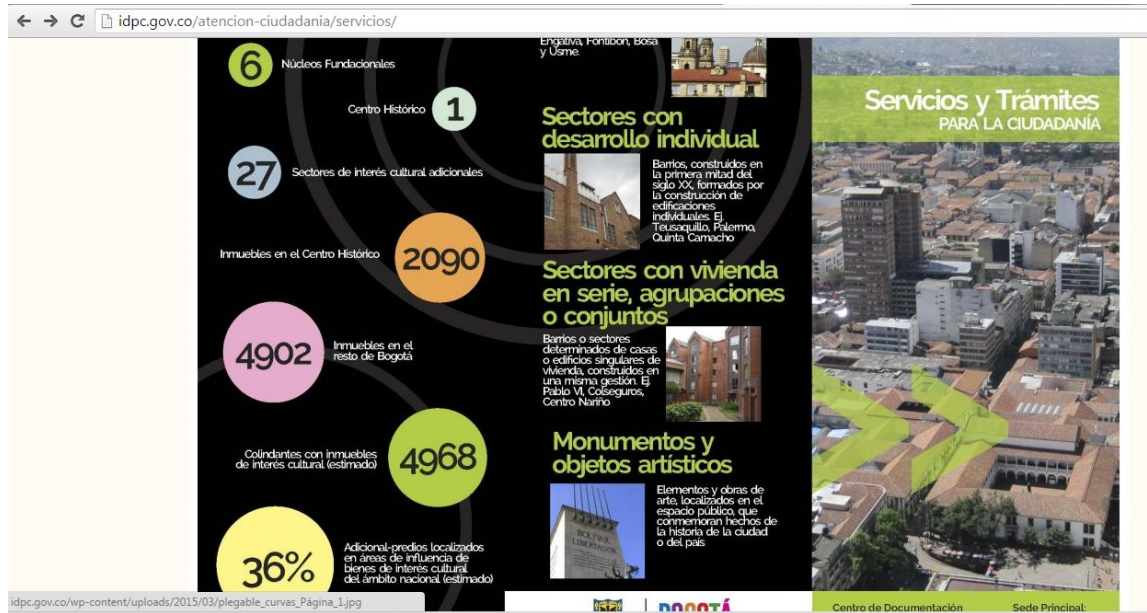 idpc.gov.co/atencion-ciudadania/servicios/
6
Núcleos Fundacionales
Centro Histórico
1
27
Sectores de interés cultural adicionales
Inmuebles en el Centro Histórico
2090
4902
Inmuebles en el
resto de Bogotá
Colindantes con inmuebles
de interés cultural (estimado)
4968
36%
Adicional-predios localizados
en áreas de influencia de
bienes de interés cultural
del ámbito nacional (estimado)
Engativa, Fontibon, Bosa
y Usme.
Sectores con
desarrollo individual
Barrios, construidos en
la primera mitad del
siglo XX, formados por
la construcción de
edificaciones
individuales. Ej.
Teusaquillo, Palermo,
Quinta Camacho
Sectores con vivienda
en serie, agrupaciones
o conjuntos
Barrios o sectores
determinados de casas
o edificios singulares de
vivienda, construidos en
una misma gestión. Ej.
Pablo VI, Colseguros,
Centro Nariño
Monumentos y
objetos artísticos
BOLIVAR
LIBERTADOR
Elementos y obras de
arte, localizados en el
espacio público, que
conmemoran hechos de
la historia de la ciudad
o del país
BOGOTÁ
Servicios y Trámites
PARA LA CIUDADANÍA
Centro de Documentación
Sede Principal:
idpc.gov.co/wp-content/uploads/2015/03/plegable_curvas_Página_1.jpg